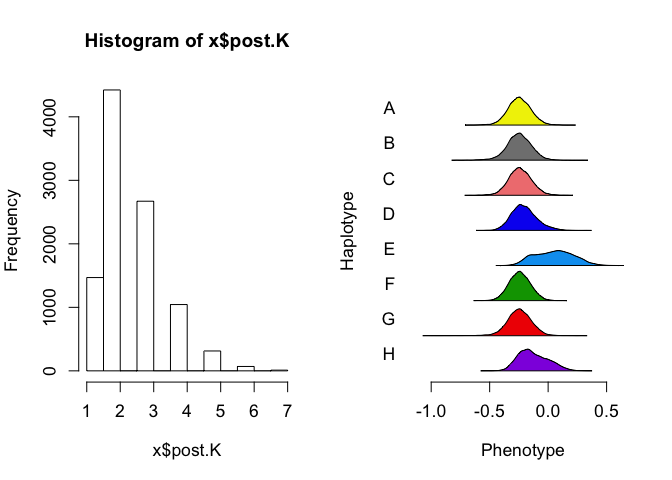 Histogram of x$post.K
Frequency
0
1000
2000
3000
4000
1 2 3 4 5 6 7
x$post.K
Haplotype
A
B
C
D
E
F
G
H
-1.0 -0.5 0.0 0.5
Phenotype